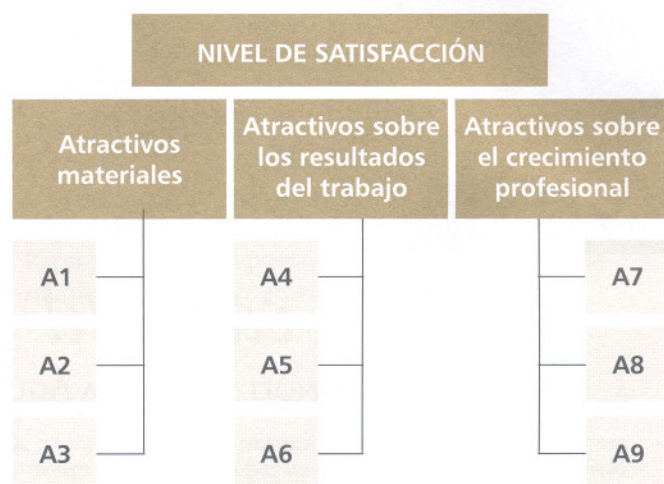 NIVEL DE SATISFACCIÓN
Atractivos
materiales
Atractivos sobre
los resultados
del trabajo
Atractivos sobre
el crecimiento
profesional
A1
A2
A3
A4
A5
A6
A7
A8
A9